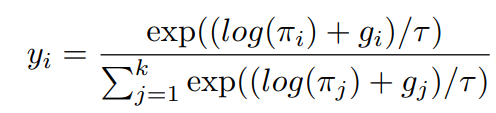 y_i = \frac{\exp((log(\pi_i) + g_i)/\tau)}{\sum_{j=1}^{k} \exp((log(\pi_j) + g_j)/\tau)}